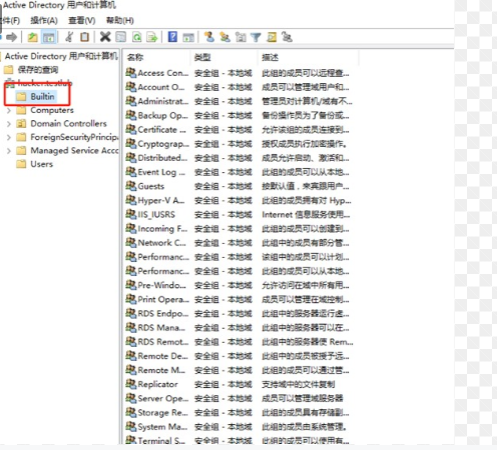 Active Directory 用户和计算机
文件(F) 操作(A) 查看(V) 帮助(H)
Active Directory 用户和计算机
保存的查询
Builtin
Computers
Domain Controllers
ForeignSecurityPrincipa
Managed Service Acco
Users
名称 类型 描述
Access Con... 安全组 - 本地域 此组的成员可以远程查...
Account O... 安全组 - 本地域 成员可以管理域用户和...
Administrat... 安全组 - 本地域 管理员对计算机/域有不...
Backup Op... 安全组 - 本地域 备份操作员为了备份或...
Certificate ... 安全组 - 本地域 允许该组的成员连接到...
Cryptograp... 安全组 - 本地域 授权成员执行加密操作。
Distributed... 安全组 - 本地域 成员允许启动、激活和...
Event Log ... 安全组 - 本地域 此组的成员可以从本地...
Guests 安全组 - 本地域 按默认值，来宾跟用户...
Hyper-V A... 安全组 - 本地域 此组的成员拥有对 Hyp...
IIS_IUSRS 安全组 - 本地域 Internet 信息服务使用...
Incoming F... 安全组 - 本地域 此组的成员可以创建到...
Network C... 安全组 - 本地域 此组中的成员有部分管...
Performanc... 安全组 - 本地域 该组中的成员可以计划...
Performanc... 安全组 - 本地域 此组的成员可以从本地...
Pre-Windo... 安全组 - 本地域 允许访问在域中所有用...
Print Opera... 安全组 - 本地域 成员可以管理在域控制...
RDS Endpo... 安全组 - 本地域 此组中的服务器运行虚...
RDS Mana... 安全组 - 本地域 此组中的服务器可以在...
RDS Remot... 安全组 - 本地域 此组中的服务器使 Rem...
Remote De... 安全组 - 本地域 此组中的成员被授予远...
Remote M... 安全组 - 本地域 此组的成员可以通过管...
Replicator 安全组 - 本地域 支持域中的文件复制
Server Ope... 安全组 - 本地域 成员可以管理域服务器
Storage Re... 安全组 - 本地域 此组的成员具有存储副...
System Ma... 安全组 - 本地域 此组的成员由系统管理。
Terminal S... 安全组 - 本地域 此组的成员可以使用有...